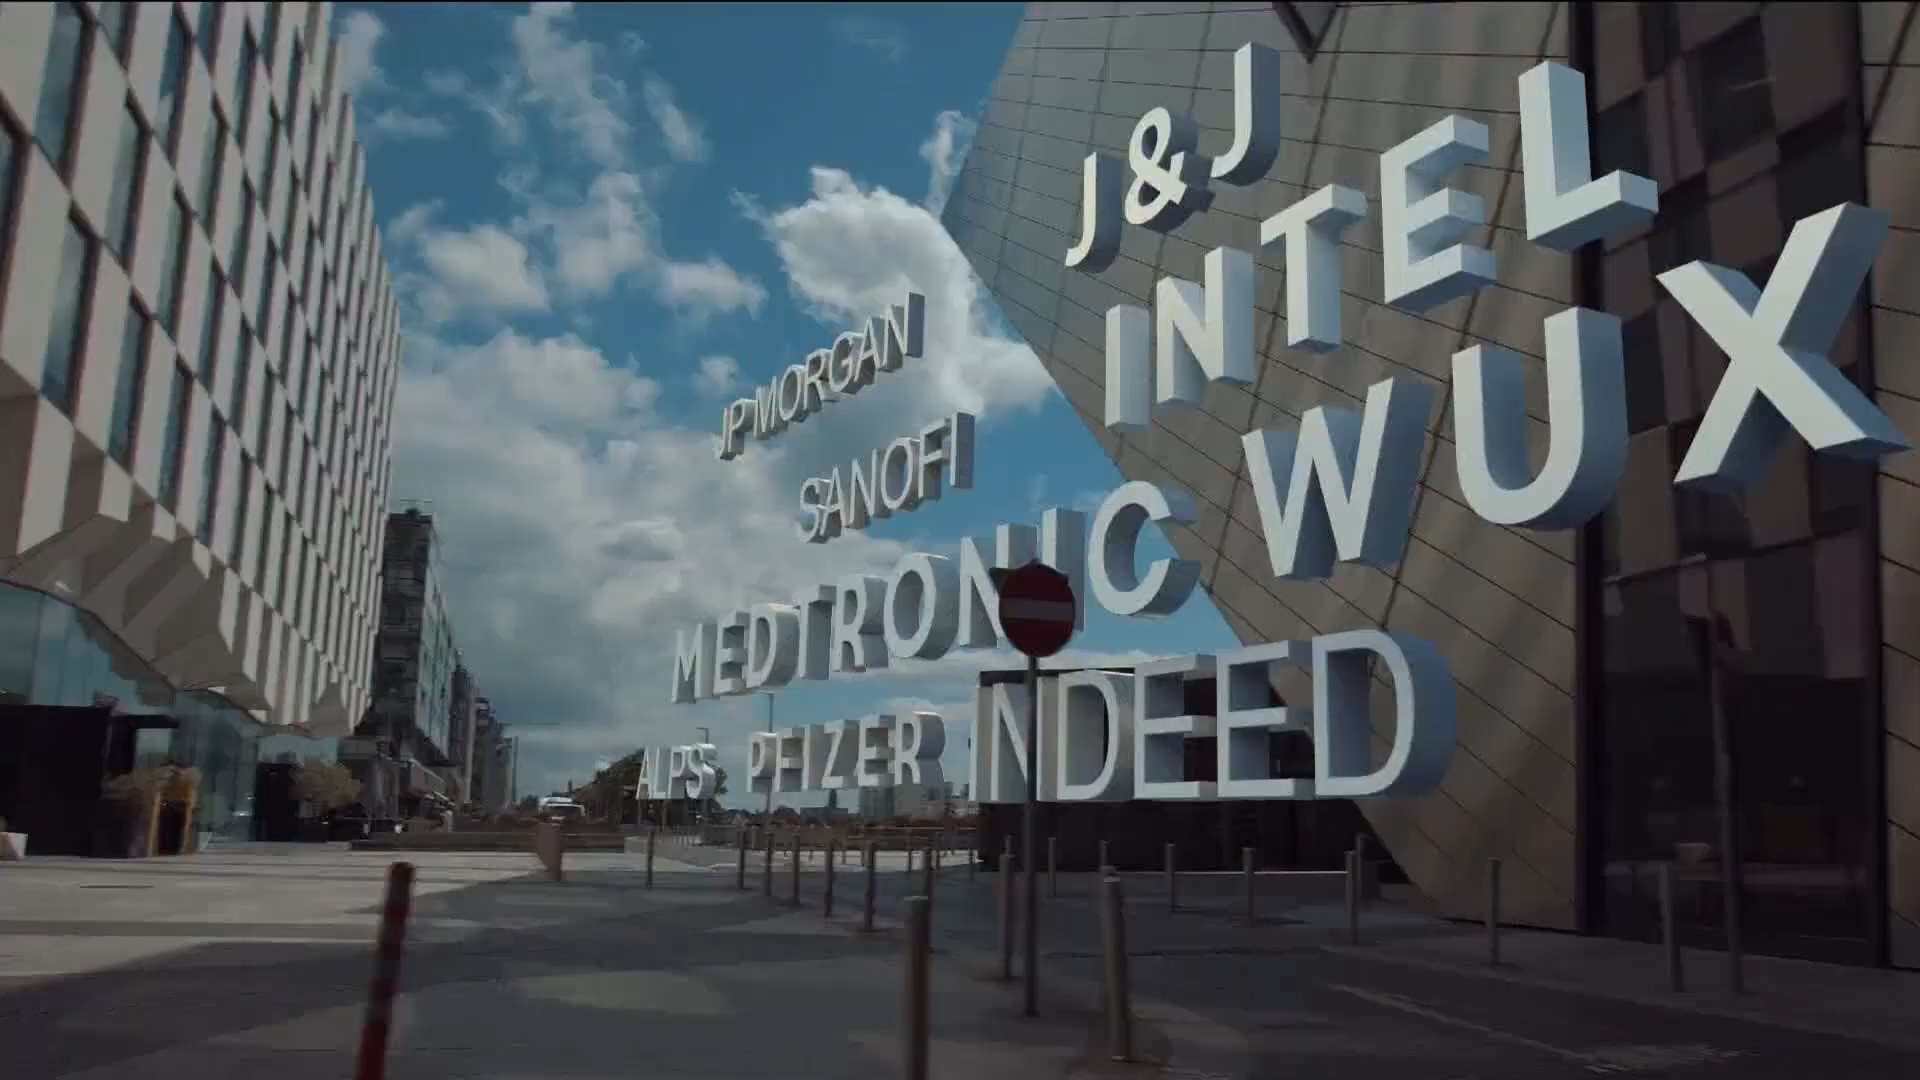 J&J
INTEL
WUX
JP MORGAN
SANOFI
MEDTRONIC
ALPS PFIZER INDEED